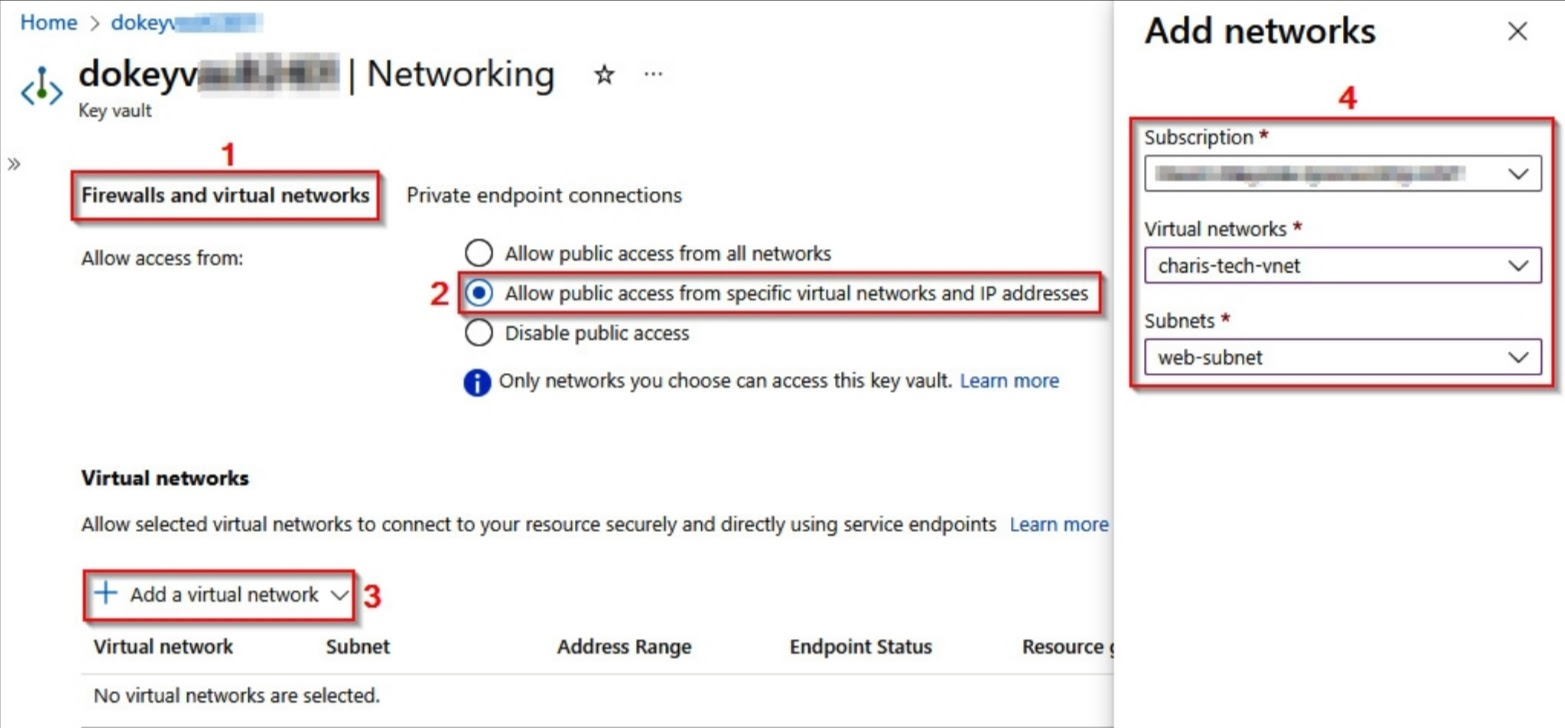 Home > dokeyv
dokeyv | Networking ☆ ...
Key vault
»
1
Firewalls and virtual networks Private endpoint connections
Allow access from:
Allow public access from all networks
2 Allow public access from specific virtual networks and IP addresses
Disable public access
Only networks you choose can access this key vault. Learn more
Virtual networks
Allow selected virtual networks to connect to your resource securely and directly using service endpoints Learn more
+ Add a virtual network 3
Virtual network Subnet Address Range Endpoint Status Resource
No virtual networks are selected.
Add networks
4
Subscription *
Virtual networks *
charis-tech-vnet
Subnets *
web-subnet